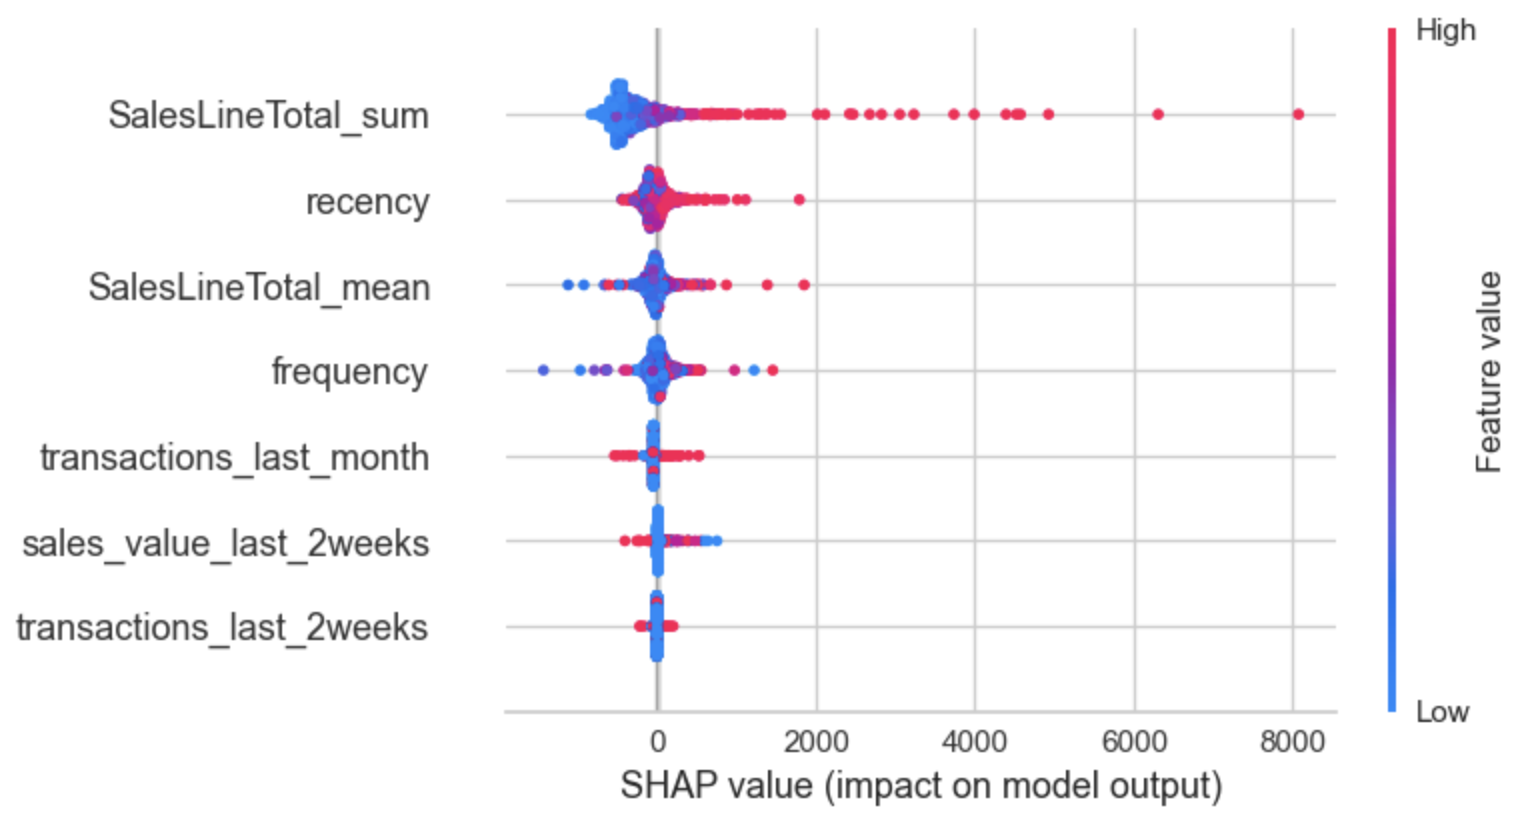 High
SalesLineTotal_sum
recency
SalesLineTotal_mean
frequency
transactions_last_month
sales_value_last_2weeks
transactions_last_2weeks
Feature value
Low
0 2000 4000 6000 8000
SHAP value (impact on model output)